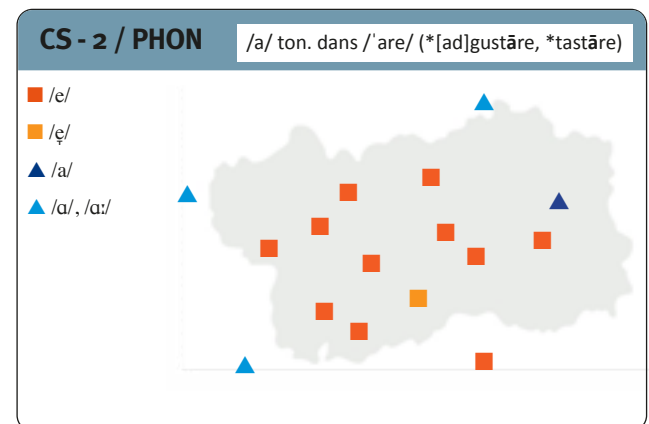 CS - 2 / PHON
/a/ ton. dans /ˈare/ (*[ad]gustāre, *tastāre)
/e/
/ę/
/a/
/ɑ/, /ɑː/